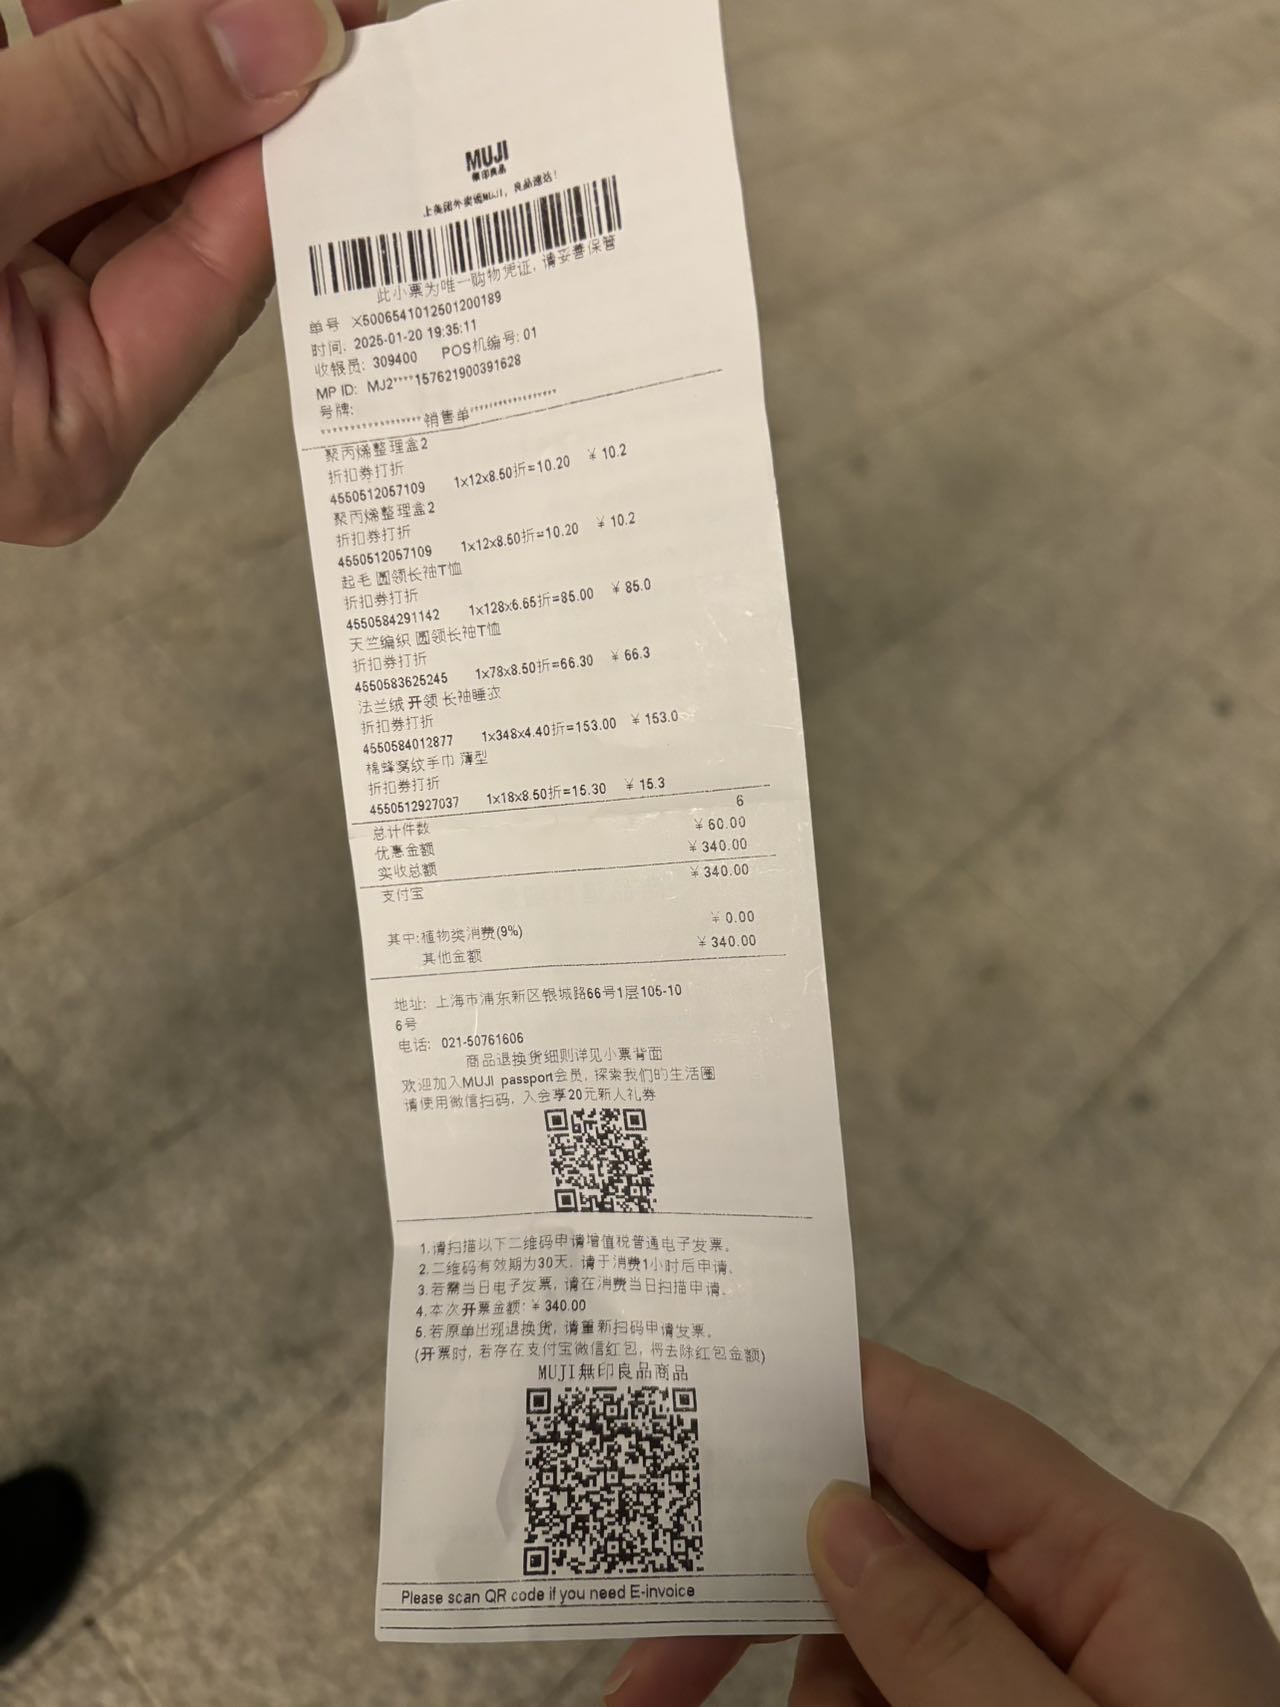 MUJI
無印良品
上美团外卖逛MUJI，良品速达！
此小票为唯一购物凭证，请妥善保管
单号 X5006541012501200189
时间: 2025-01-20 19:35:11
收银员: 309400 POS机编号: 01
MP ID: MJ2****157621900391628
号牌:
******************销售单******************
聚丙烯整理盒2
折扣券打折
4550512057109 1x12x8.50折=10.20 ￥10.2
聚丙烯整理盒2
折扣券打折
4550512057109 1x12x8.50折=10.20 ￥10.2
起毛 圆领长袖T恤
折扣券打折
4550584291142 1x128x6.65折=85.00 ￥85.0
天竺编织 圆领长袖T恤
折扣券打折
4550583625245 1x78x8.50折=66.30 ￥66.3
法兰绒 开领 长袖睡衣
折扣券打折
4550584012877 1x348x4.40折=153.00 ￥153.0
棉蜂窝纹手巾 薄型
折扣券打折
4550512927037 1x18x8.50折=15.30 ￥15.3
总计件数 6
优惠金额 ￥60.00
实收总额 ￥340.00
支付宝 ￥340.00
其中:植物类消费(9%) ￥0.00
其他金额 ￥340.00
地址: 上海市浦东新区银城路66号1层105-10
6号
电话: 021-50761606
商品退换货细则详见小票背面
欢迎加入MUJI passport会员, 探索我们的生活圈
请使用微信扫码, 入会享20元新人礼券
1.请扫描以下二维码申请增值税普通电子发票。
2.二维码有效期为30天, 请于消费1小时后申请。
3.若需当日电子发票, 请在消费当日扫描申请。
4.本次开票金额: ￥340.00
5.若原单出现退换货, 请重新扫码申请发票。
(开票时, 若存在支付宝微信红包, 将去除红包金额)
MUJI無印良品商品
Please scan QR code if you need E-invoice